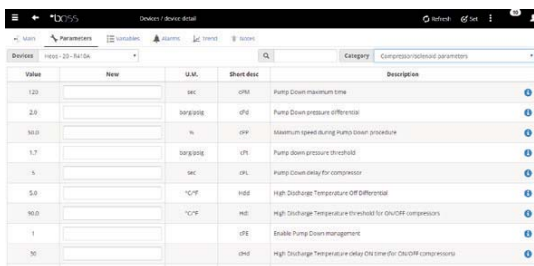 boss Devices / device detail Refresh Set
Main Parameters Variables Alarms Trend Notes
Devices Heos - 20 - R410A Category Compressor/solenoid parameters
Value New U.M. Short desc Description
120 sec cPM Pump Down maximum time
2.0 barg/psig cPd Pump Down pressure differential
50.0 % cPP Maximum speed during Pump Down procedure
1.7 barg/psig cPt Pump down pressure threshold
5 sec cPL Pump Down delay for compressor
5.0 °C/°F Hdd High Discharge Temperature Off Differential
90.0 °C/°F High Discharge Temperature threshold for ON/OFF compressors
1 cPE Enable Pump Down management
30 cHd High Discharge Temperature delay ON time (for ON/OFF compressors)